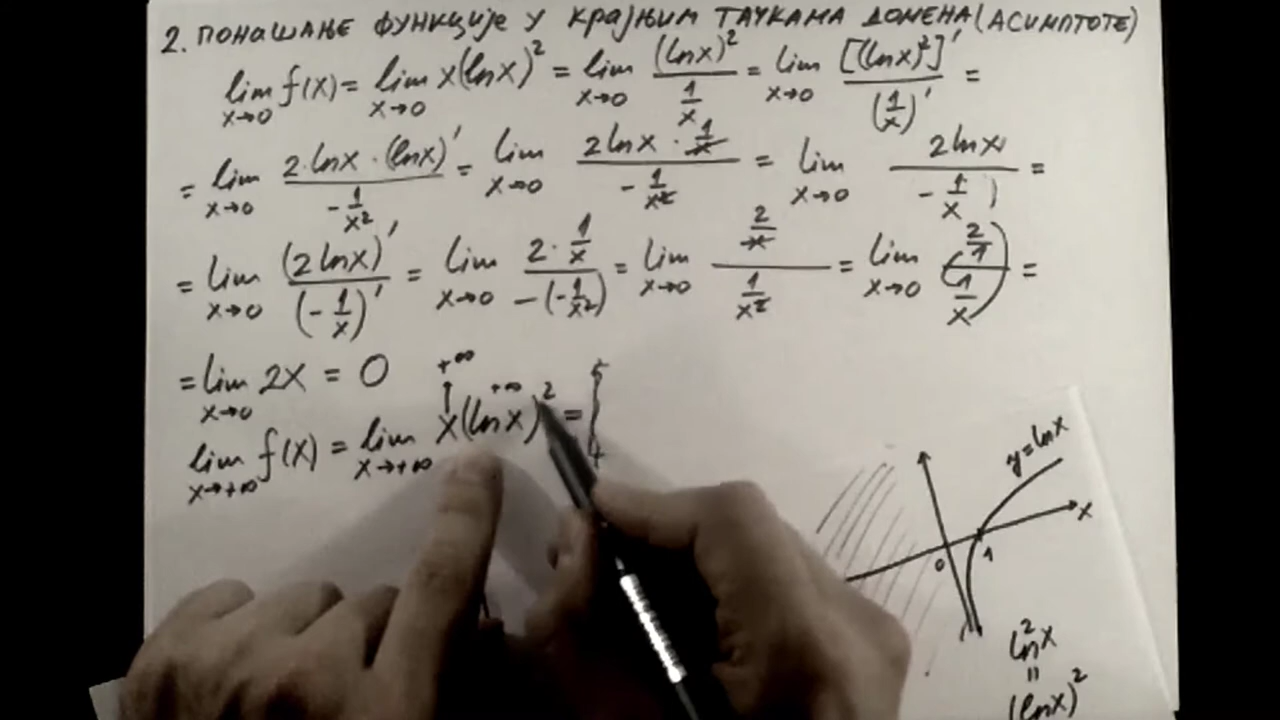 2. ПОНАШАЊЕ ФУНКЦИЈЕ У КРАЈЊИМ ТАЧКАМА ДОМЕНА (АСИМПТОТЕ)
lim x→0 f(x) = lim x→0 x(lnx)² = lim x→0 (lnx)² / (1/x) = lim x→0 [(lnx)²]' / (1/x)' =
= lim x→0 2·lnx·(lnx)' / (-1/x²) = lim x→0 2lnx·1/x / (-1/x²) = lim x→0 2lnx / (-1/x) =
= lim x→0 (2lnx)' / (-1/x)' = lim x→0 2·1/x / -(-1/x²) = lim x→0 (2/x) / (1/x²) = lim x→0 (2/1) / (1/x) =
= lim x→0 2x = 0
+∞ +∞
lim x→+∞ f(x) = lim x→+∞ x(lnx)² = {
y=lnx
x
0 1
ln²x
=
(lnx)²